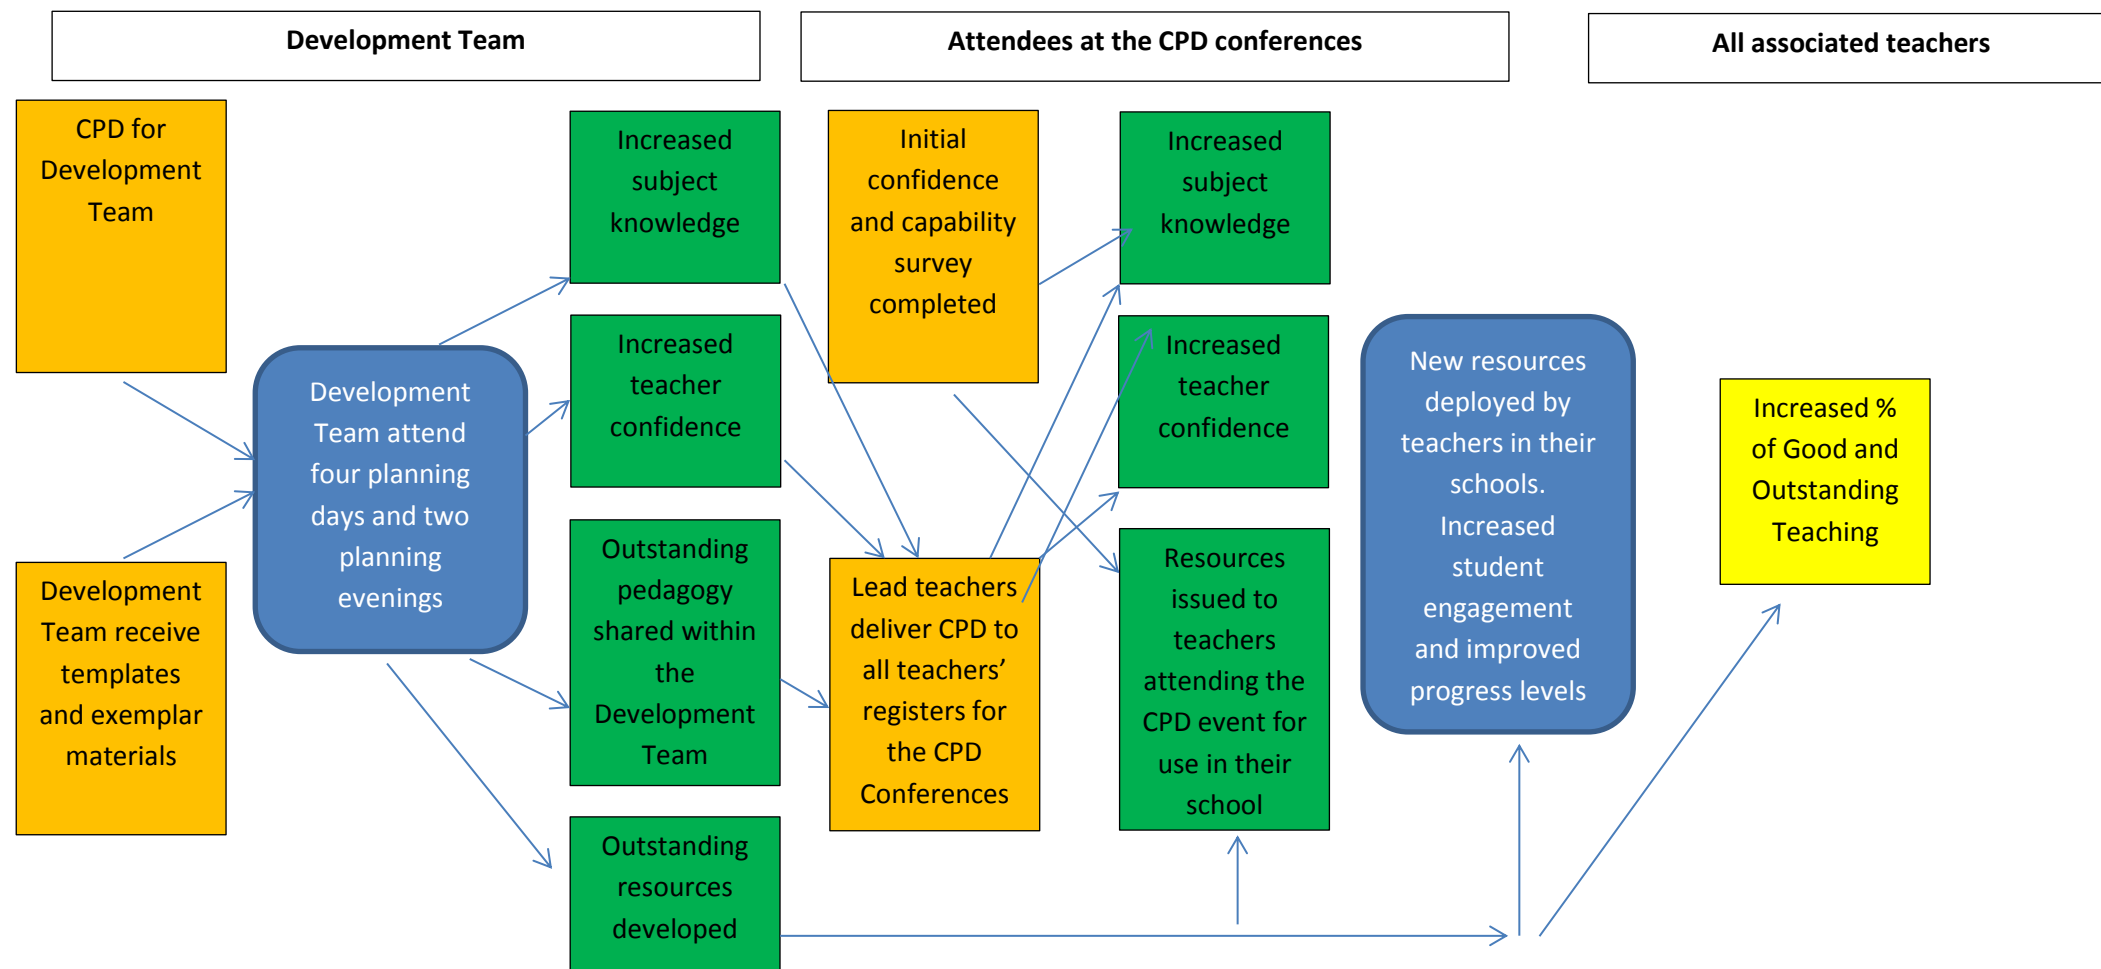 Development Team
Attendees at the CPD conferences
All associated teachers
CPD for
Development
Team
Development
Team receive
templates
and exemplar
materials
Development
Team attend
four planning
days and two
planning
evenings
Increased
subject
knowledge
Increased
teacher
confidence
Outstanding
pedagogy
shared within
the
Development
Team
Outstanding
resources
developed
Initial
confidence
and capability
survey
completed
Lead teachers
deliver CPD to
all teachers’
registers for
the CPD
Conferences
Increased
subject
knowledge
Increased
teacher
confidence
Resources
issued to
teachers
attending the
CPD event for
use in their
school
New resources
deployed by
teachers in their
schools.
Increased
student
engagement
and improved
progress levels
Increased %
of Good and
Outstanding
Teaching